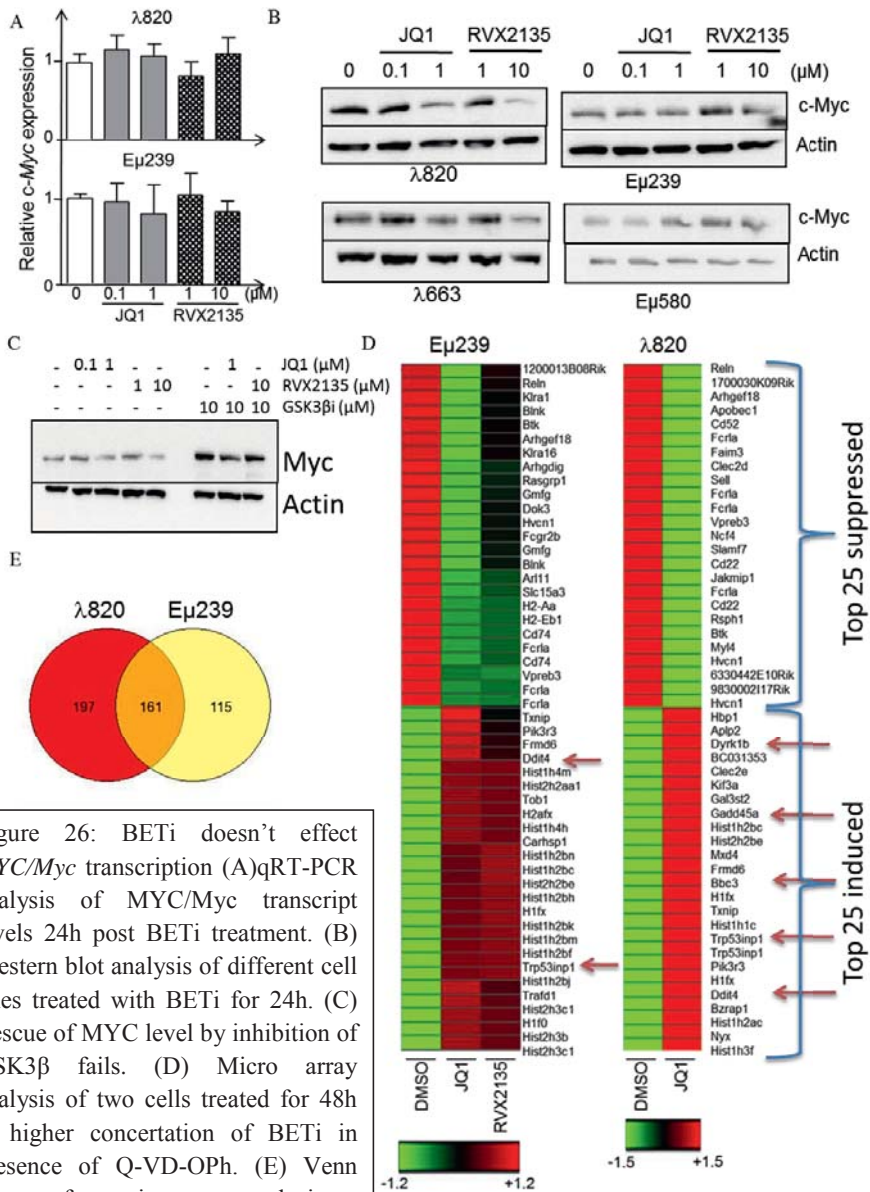 A
λ820
1
Relative c-Myc expression
Eμ239
1
0
0 0.1 1 1 10 (μM)
JQ1 RVX2135
B
JQ1 RVX2135 JQ1 RVX2135
0 0.1 1 1 10 0 0.1 1 1 10 (μM)
c-Myc
Actin
λ820 Eμ239
c-Myc
Actin
λ663 Eμ580
C
- 0.1 1 - - - 1 - JQ1 (μM)
- - - 1 10 - - 10 RVX2135 (μM)
- - - - - 10 10 10 GSK3βi (μM)
Myc
Actin
D
Eμ239
1200013B08Rik
Reln
Klra1
Blnk
Btk
Arhgef18
Klra16
Arhgdig
Rasgrp1
Gmfg
Dok3
Hvcn1
Fcgr2b
Gmfg
Blnk
Arl11
Slc15a3
H2-Aa
H2-Eb1
Cd74
Fcrla
Cd74
Vpreb3
Fcrla
Fcrla
Txnip
Pik3r3
Frmd6
Ddit4
Hist1h4m
Hist2h2aa1
Tob1
H2afx
Hist1h4h
Carhsp1
Hist1h2bn
Hist1h2bc
Hist2h2be
Hist1h2bh
H1fx
Hist1h2bk
Hist1h2bm
Hist1h2bf
Trp53inp1
Hist1h2bj
Trafd1
Hist2h3c1
H1f0
Hist2h3b
Hist2h3c1
DMSO
JQ1
RVX2135
-1.2 +1.2
λ820
Reln
1700030K09Rik
Arhgef18
Apobec1
Cd52
Fcrla
Faim3
Clec2d
Sell
Fcrla
Fcrla
Vpreb3
Ncf4
Slamf7
Cd22
Jakmip1
Fcrla
Cd22
Rsph1
Btk
Myl4
Hvcn1
6330442E10Rik
9830002I17Rik
Hvcn1
Hbp1
Aplp2
Dyrk1b
BC031353
Clec2e
Kif3a
Gal3st2
Gadd45a
Hist1h2bc
Hist2h2be
Mxd4
Frmd6
Bbc3
H1fx
Txnip
Hist1h1c
Trp53inp1
Trp53inp1
Pik3r3
H1fx
Ddit4
Bzrap1
Hist1h2ac
Nyx
Hist1h3f
DMSO
JQ1
-1.5 +1.5
Top 25 suppressed
Top 25 induced
E
λ820 Eμ239
197 161 115
gure 26: BETi doesn't effect
YC/Myc transcription (A)qRT-PCR
alysis of MYC/Myc transcript
vels 24h post BETi treatment. (B)
estern blot analysis of different cell
es treated with BETi for 24h. (C)
escue of MYC level by inhibition of
SK3β fails. (D) Micro array
alysis of two cells treated for 48h
higher concertation of BETi in
esence of Q-VD-OPh. (E) Venn